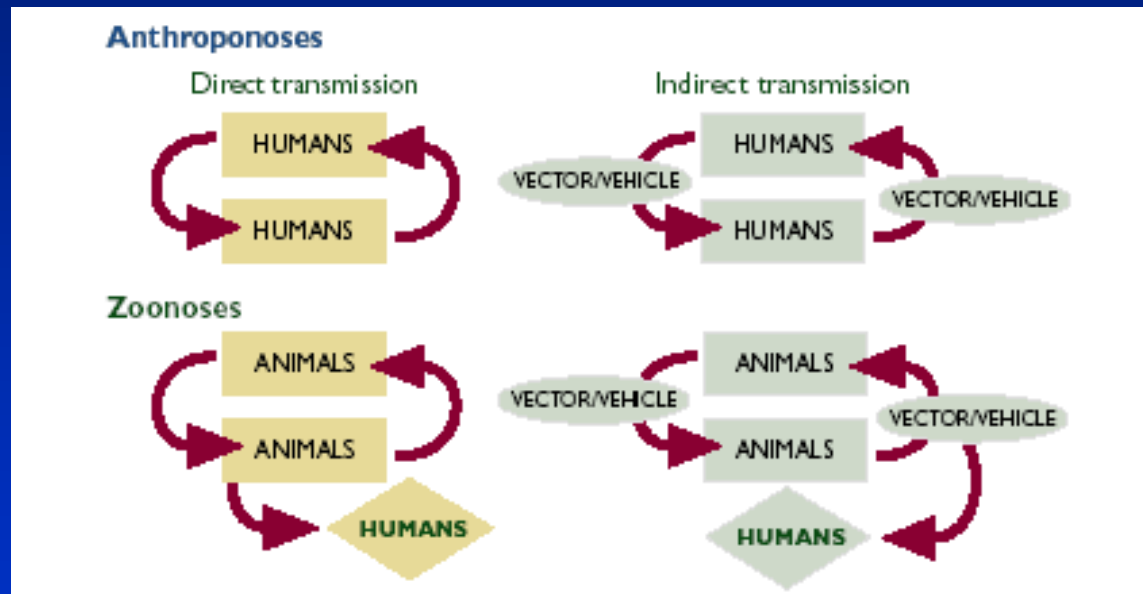 Anthroponoses
Direct transmission
Indirect transmission
HUMANS
HUMANS
HUMANS
VECTOR/VEHICLE
HUMANS
VECTOR/VEHICLE
Zoonoses
ANIMALS
ANIMALS
HUMANS
ANIMALS
VECTOR/VEHICLE
ANIMALS
VECTOR/VEHICLE
HUMANS